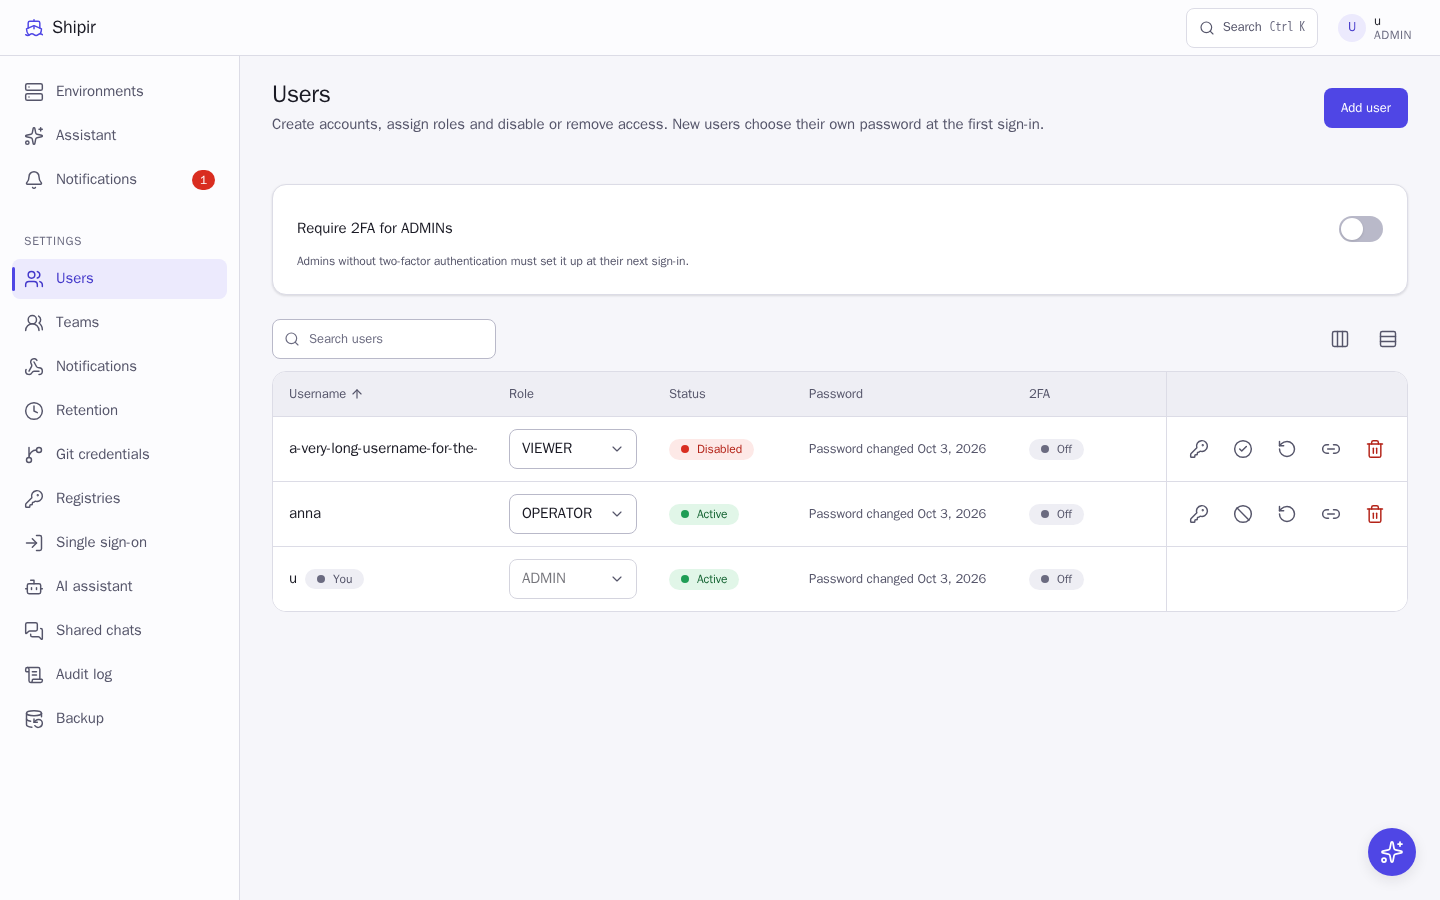 Shipir
Search Ctrl K
U
u
ADMIN
Environments
Assistant
Notifications 1
SETTINGS
Users
Teams
Notifications
Retention
Git credentials
Registries
Single sign-on
AI assistant
Shared chats
Audit log
Backup
Users
Create accounts, assign roles and disable or remove access. New users choose their own password at the first sign-in.
Add user
Require 2FA for ADMINs
Admins without two-factor authentication must set it up at their next sign-in.
Search users
Username Role Status Password 2FA
a-very-long-username-for-the- VIEWER Disabled Password changed Oct 3, 2026 Off
anna OPERATOR Active Password changed Oct 3, 2026 Off
u You ADMIN Active Password changed Oct 3, 2026 Off